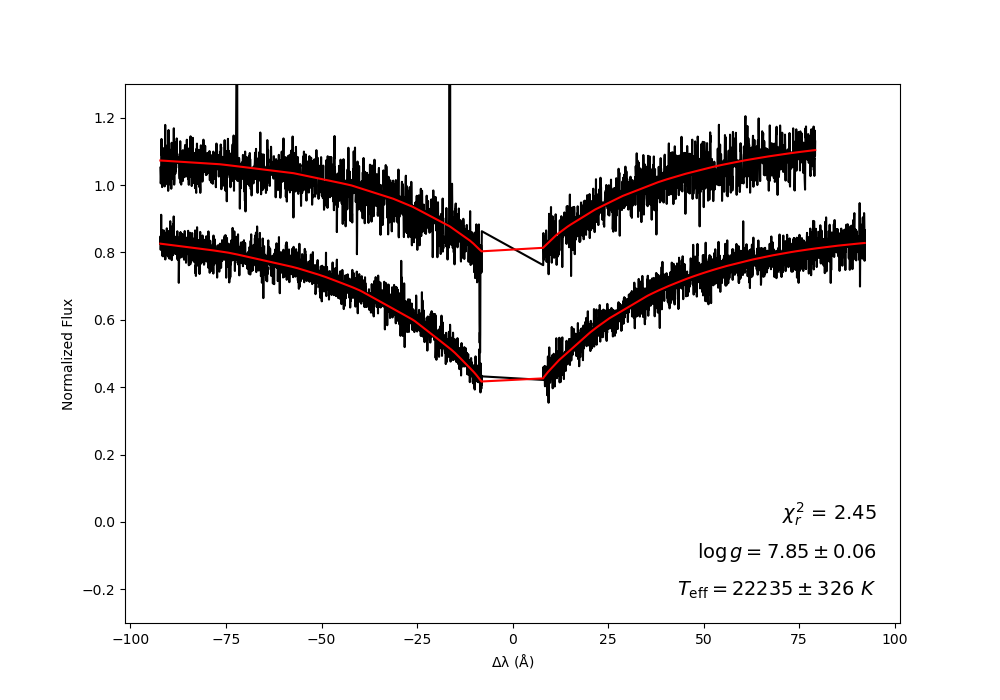 1.2
1.0
0.8
0.6
0.4
0.2
0.0
−0.2
Normalized Flux
χ²ᵣ = 2.45
log g = 7.85 ± 0.06
T_eff = 22235 ± 326 K
−100 −75 −50 −25 0 25 50 75 100
Δλ (Å)